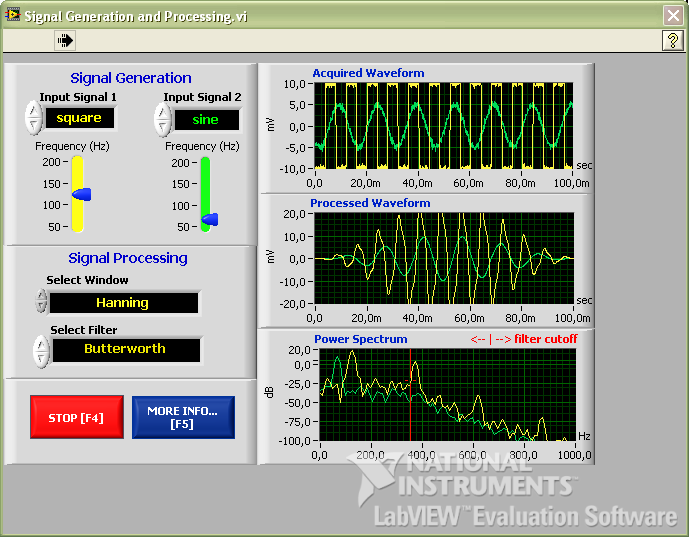 Signal Generation and Processing.vi
?
Signal Generation
Input Signal 1
Input Signal 2
square
sine
Frequency (Hz)
Frequency (Hz)
200
150
100
50
200
150
100
50
Signal Processing
Select Window
Hanning
Select Filter
Butterworth
STOP [F4]
MORE INFO...
[F5]
Acquired Waveform
mV
10,0
5,0
0,0
-5,0
-10,0
sec
0,0 20,0m 40,0m 60,0m 80,0m 100,0m
Processed Waveform
mV
20,0
10,0
0,0
-10,0
-20,0
sec
0,0m 20,0m 40,0m 60,0m 80,0m 100,0m
Power Spectrum
<-- | --> filter cutoff
dB
20,0
0,0
-25,0
-50,0
-75,0
-100,0
Hz
0,0 200,0 400,0 600,0 800,0 1000,0
NATIONAL
INSTRUMENTS™
LabVIEW™ Evaluation Software